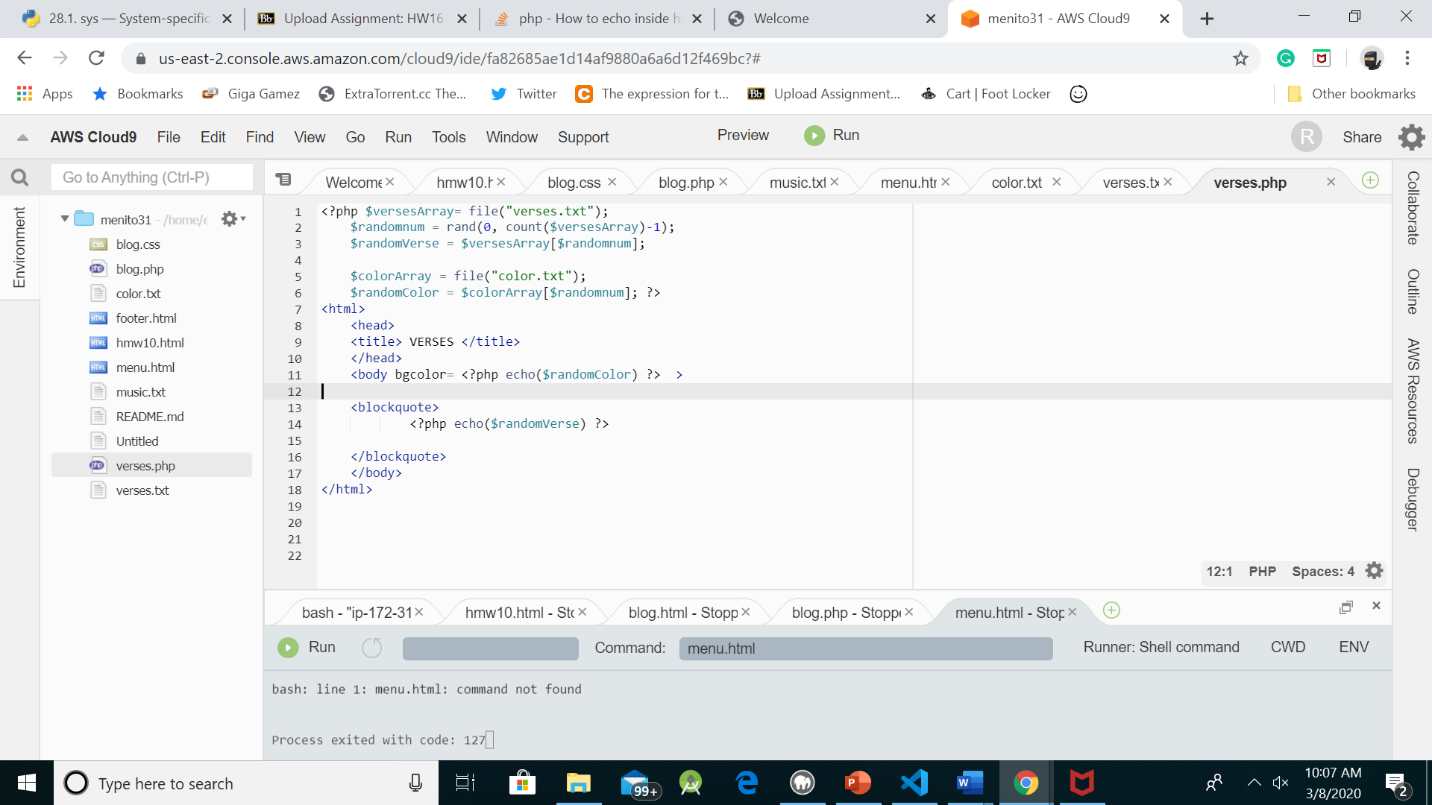 28.1. sys — System-specific
Bb Upload Assignment: HW16
php - How to echo inside h
Welcome
menito31 - AWS Cloud9
us-east-2.console.aws.amazon.com/cloud9/ide/fa82685ae1d14af9880a6a6d12f469bc?#
Apps Bookmarks Giga Gamez ExtraTorrent.cc The... Twitter The expression for t... Bb Upload Assignment... Cart | Foot Locker Other bookmarks
AWS Cloud9 File Edit Find View Go Run Tools Window Support Preview Run R Share
Go to Anything (Ctrl-P)
Welcome hmw10.h blog.css blog.php music.txt menu.htm color.txt verses.tx verses.php
Environment
menito31 - /home/e
blog.css
blog.php
color.txt
footer.html
hmw10.html
menu.html
music.txt
README.md
Untitled
verses.php
verses.txt
1 <?php $versesArray= file("verses.txt");
2 $randomnum = rand(0, count($versesArray)-1);
3 $randomVerse = $versesArray[$randomnum];
4
5 $colorArray = file("color.txt");
6 $randomColor = $colorArray[$randomnum]; ?>
7 <html>
8 <head>
9 <title> VERSES </title>
10 </head>
11 <body bgcolor= <?php echo($randomColor) ?>  >
12
13 <blockquote>
14 <?php echo($randomVerse) ?>
15
16 </blockquote>
17 </body>
18 </html>
19
20
21
22
12:1 PHP Spaces: 4
Collaborate
Outline
AWS Resources
Debugger
bash - "ip-172-31 hmw10.html - Sto blog.html - Stopp blog.php - Stoppe menu.html - Stop
Run Command: menu.html Runner: Shell command CWD ENV
bash: line 1: menu.html: command not found
Process exited with code: 127
Type here to search
99+
10:07 AM
3/8/2020
2